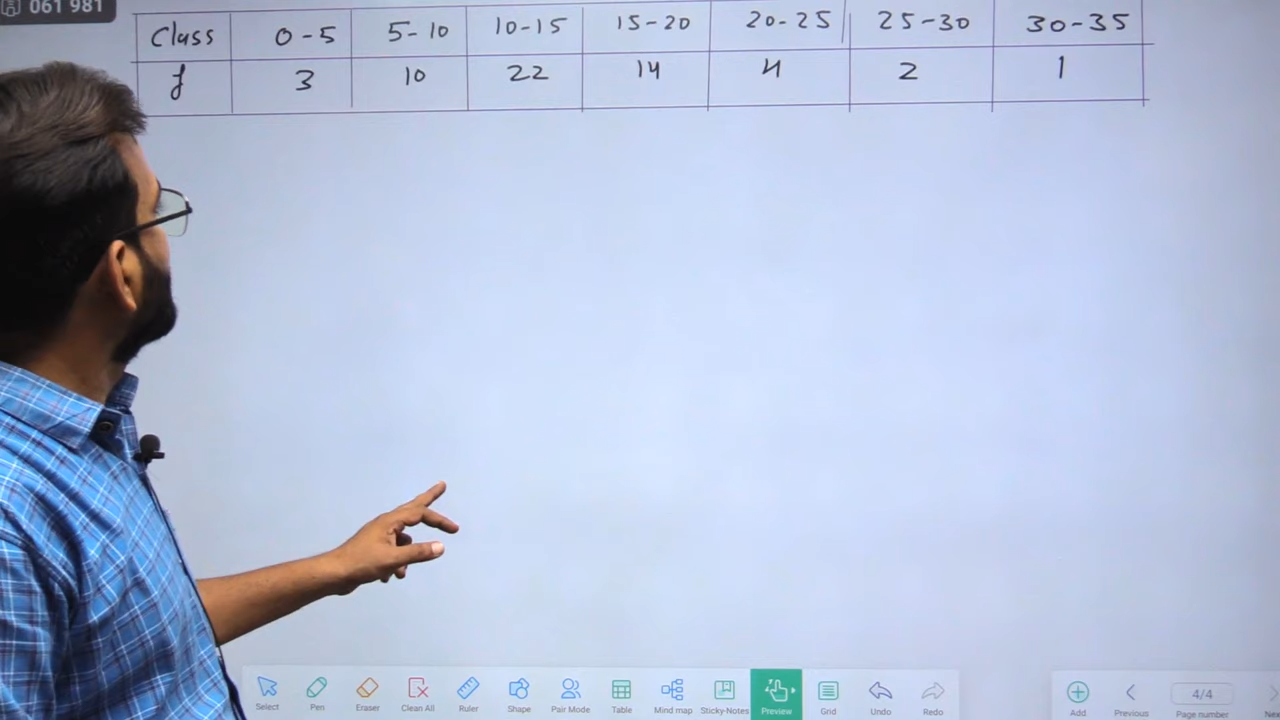 061 981
Class 0-5 5-10 10-15 15-20 20-25 25-30 30-35
f 3 10 22 14 4 2 1
Select Pen Eraser Clean All Ruler Shape Pair Mode Table Mind map Sticky-Notes Preview Grid Undo Redo Add Previous 4/4 Page number